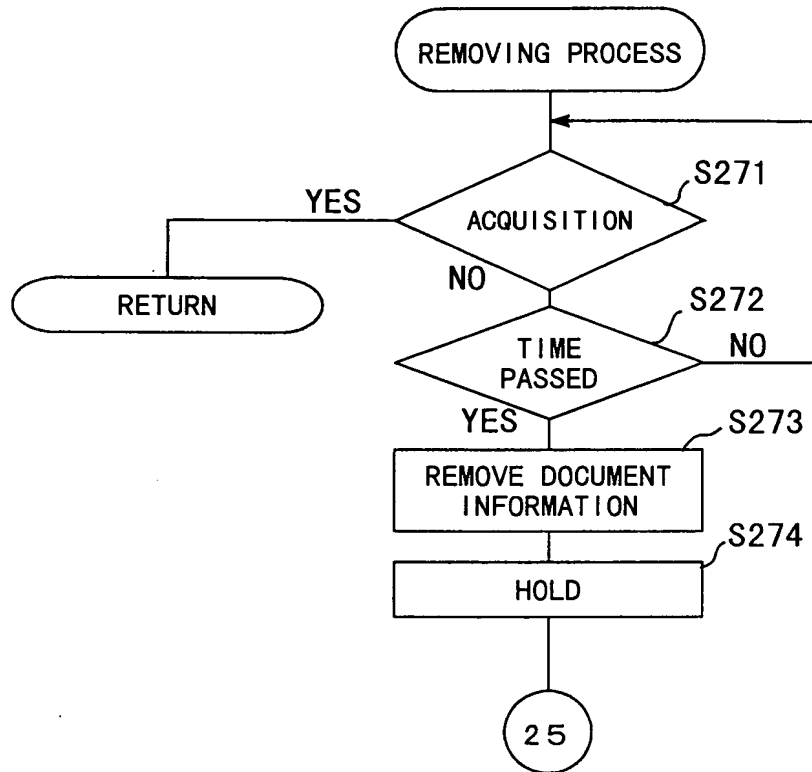 REMOVING PROCESS
S271
YES
ACQUISITION
NO
RETURN
S272
TIME
PASSED
NO
YES
S273
REMOVE DOCUMENT
INFORMATION
S274
HOLD
25